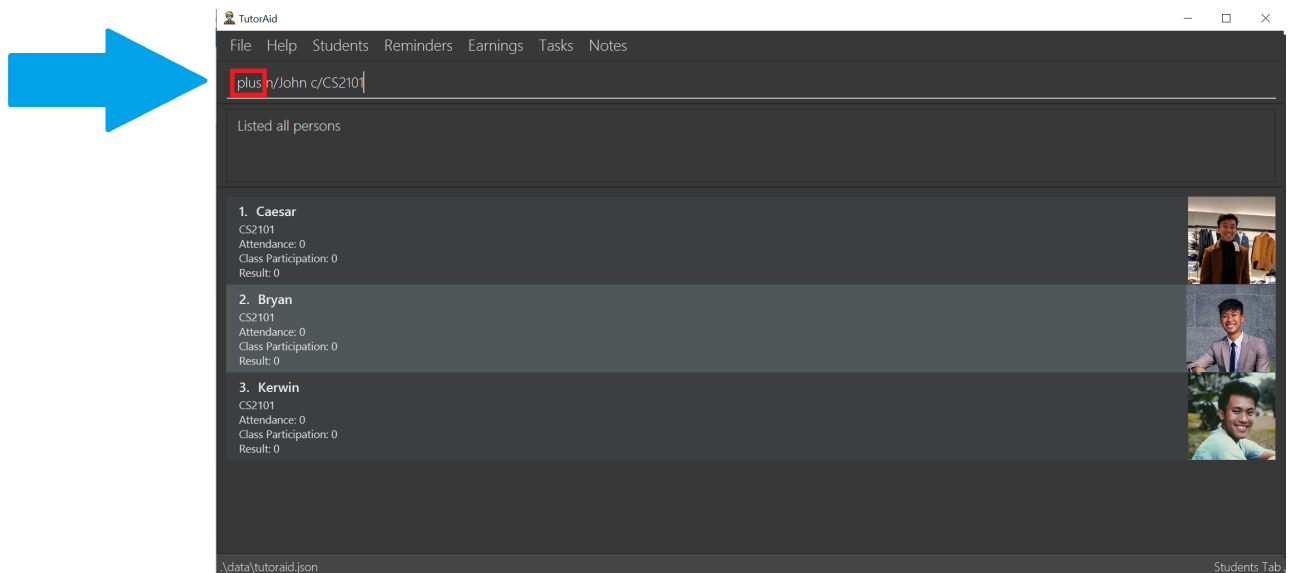 TutorAid
File Help Students Reminders Earnings Tasks Notes
plus n/John c/CS2101
Listed all persons
1. Caesar
CS2101
Attendance: 0
Class Participation: 0
Result: 0
2. Bryan
CS2101
Attendance: 0
Class Participation: 0
Result: 0
3. Kerwin
CS2101
Attendance: 0
Class Participation: 0
Result: 0
.\data\tutoraid.json Students Tab